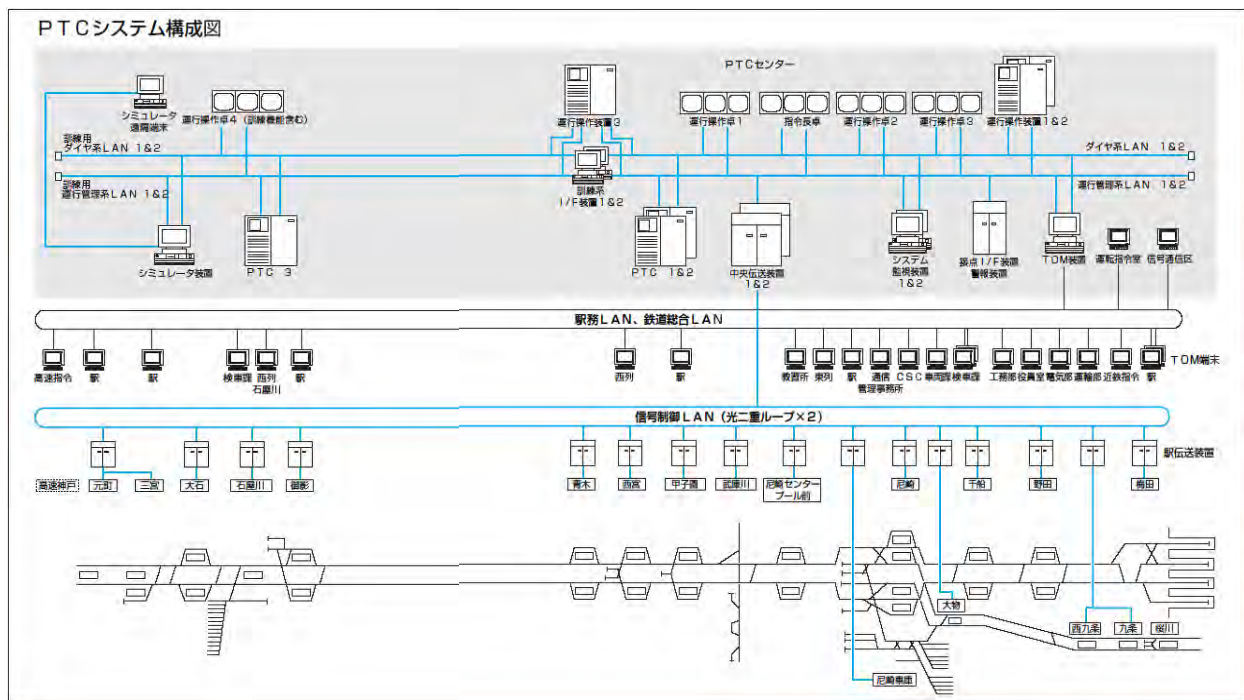 PTCシステム構成図
PTCセンター
シミュレータ
遠隔端末
運行操作卓4(訓練機能含む)
運行操作装置3
運行操作卓1
指令長卓
運行操作卓2
運行操作卓3
運行操作装置1&2
訓練用
ダイヤ系LAN 1&2
ダイヤ系LAN 1&2
訓練用
運行管理系LAN 1&2
運行管理系LAN 1&2
訓練系
I/F装置1&2
シミュレータ装置
PTC 3
PTC 1&2
中央伝送装置
1&2
システム
監視装置
1&2
接点I/F装置
警報装置
TOM装置
運転指令室
信号通信区
駅務LAN、鉄道総合LAN
高速指令
駅
駅
検車課
西列
石屋川
駅
西列
駅
教習所
東列
駅
通信
管理事務所
CSC
車両課
検車課
工務部
役員室
電気部
運輸部
近鉄指令
駅
TOM端末
信号制御LAN(光二重ループ×2)
駅伝送装置
高速神戸
元町
三宮
大石
石屋川
御影
青木
西宮
甲子園
武庫川
尼崎センター
プール前
尼崎
千船
野田
梅田
大物
西九条
九条
桜川
尼崎車庫